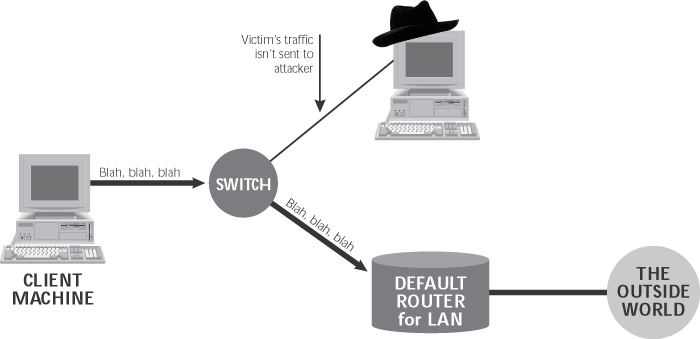 Victim's traffic
isn't sent to
attacker
Blah, blah, blah
SWITCH
Blah, blah, blah
CLIENT
MACHINE
DEFAULT
ROUTER
for LAN
THE
OUTSIDE
WORLD